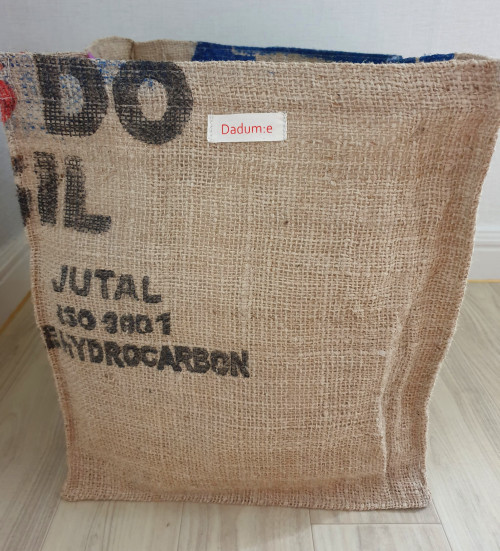 DO
Dadum:e
IL
JUTAL
ISO 9001
HYDROCARBON